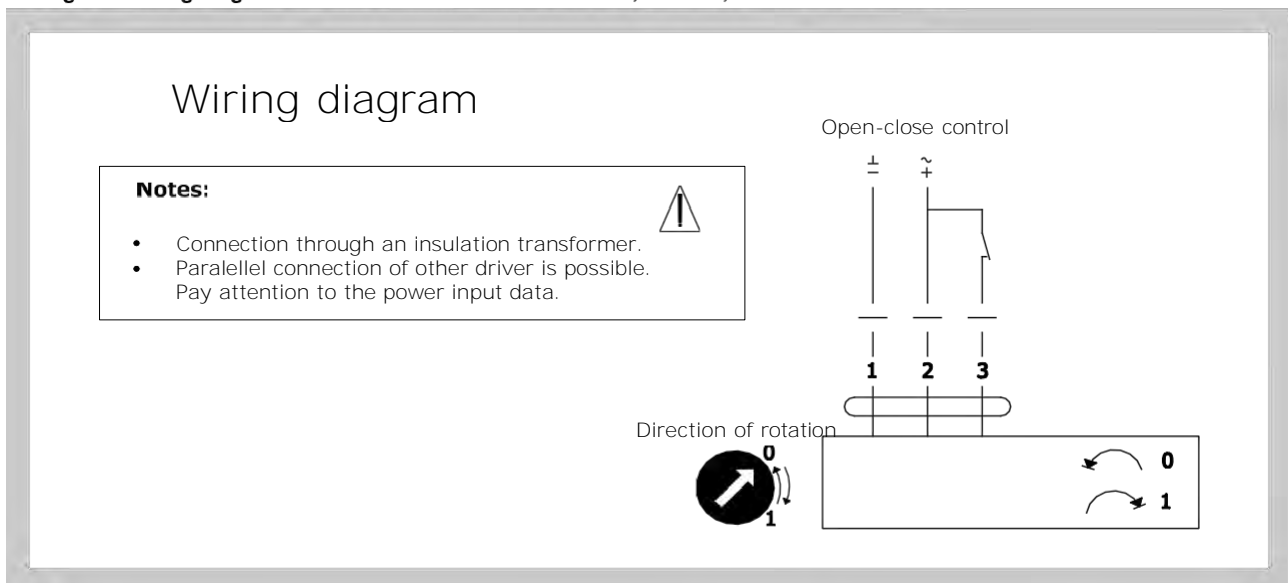 Wiring diagram
Open-close control
⊥ ~
− +
Notes:
• Connection through an insulation transformer.
• Paralellel connection of other driver is possible.
Pay attention to the power input data.
1 2 3
Direction of rotation
0
1
0
1